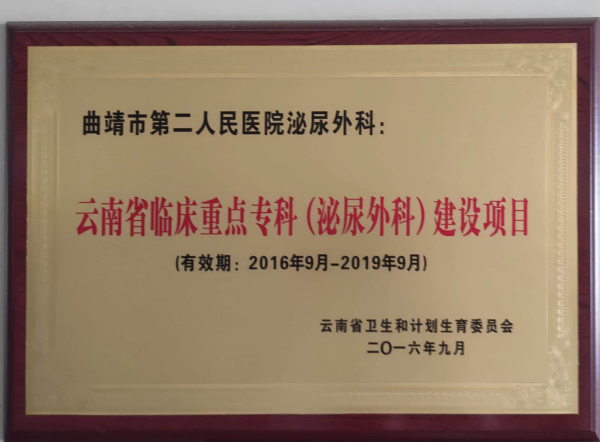 曲靖市第二人民医院泌尿外科：
云南省临床重点专科（泌尿外科）建设项目
(有效期：2016年9月-2019年9月)
云南省卫生和计划生育委员会
二〇一六年九月